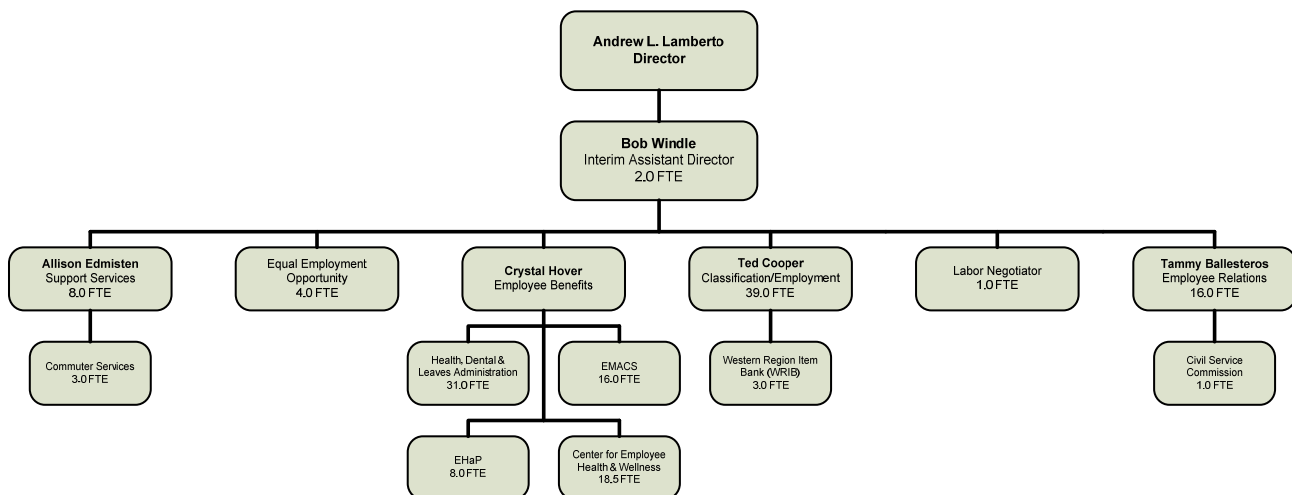 Andrew L. Lamberto
Director
Bob Windle
Interim Assistant Director
2.0 FTE
Allison Edmisten
Support Services
8.0 FTE
Equal Employment
Opportunity
4.0 FTE
Crystal Hover
Employee Benefits
Ted Cooper
Classification/Employment
39.0 FTE
Labor Negotiator
1.0 FTE
Tammy Ballesteros
Employee Relations
16.0 FTE
Commuter Services
3.0 FTE
Health, Dental &
Leaves Administration
31.0 FTE
EMACS
16.0 FTE
Western Region Item
Bank (WRIB)
3.0 FTE
Civil Service
Commission
1.0 FTE
EHaP
8.0 FTE
Center for Employee
Health & Wellness
18.5 FTE